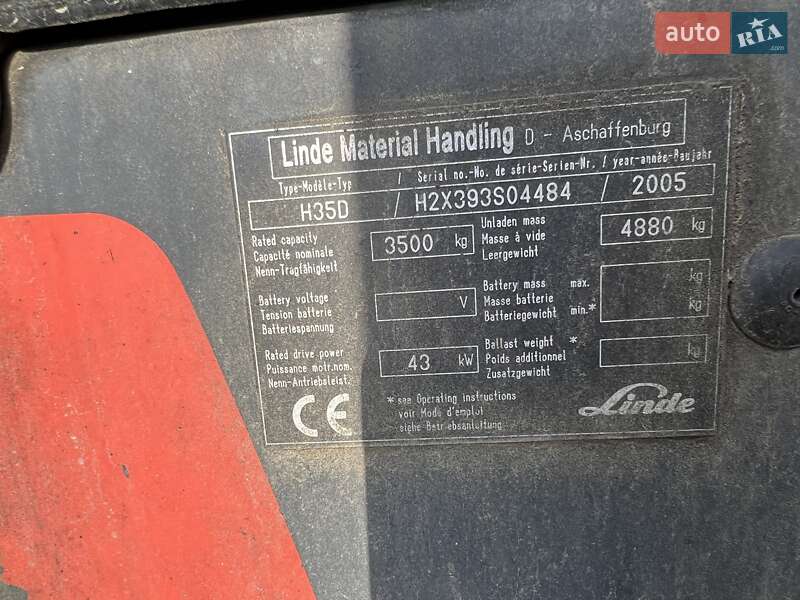 auto RIA .com
Linde Material Handling D - Aschaffenburg
Type-Modèle-Typ / Serial no.-No. de série-Serien-Nr. / year-année-Baujahr
H35D / H2X393S04484 / 2005
Rated capacity
Capacité nominale
Nenn-Tragfähigkeit
3500 kg
Unladen mass
Masse à vide
Leergewicht
4880 kg
Battery voltage
Tension batterie
Batteriespannung
V
Battery mass max.
Masse batterie
Batteriegewicht min.*
kg
kg
Rated drive power
Puissance motr.nom.
Nenn-Antriebsleist.
43 kW
Ballast weight *
Poids additionnel
Zusatzgewicht
kg
CE
* see Operating instructions
voir Mode d'emploi
siehe Betriebsanleitung
Linde